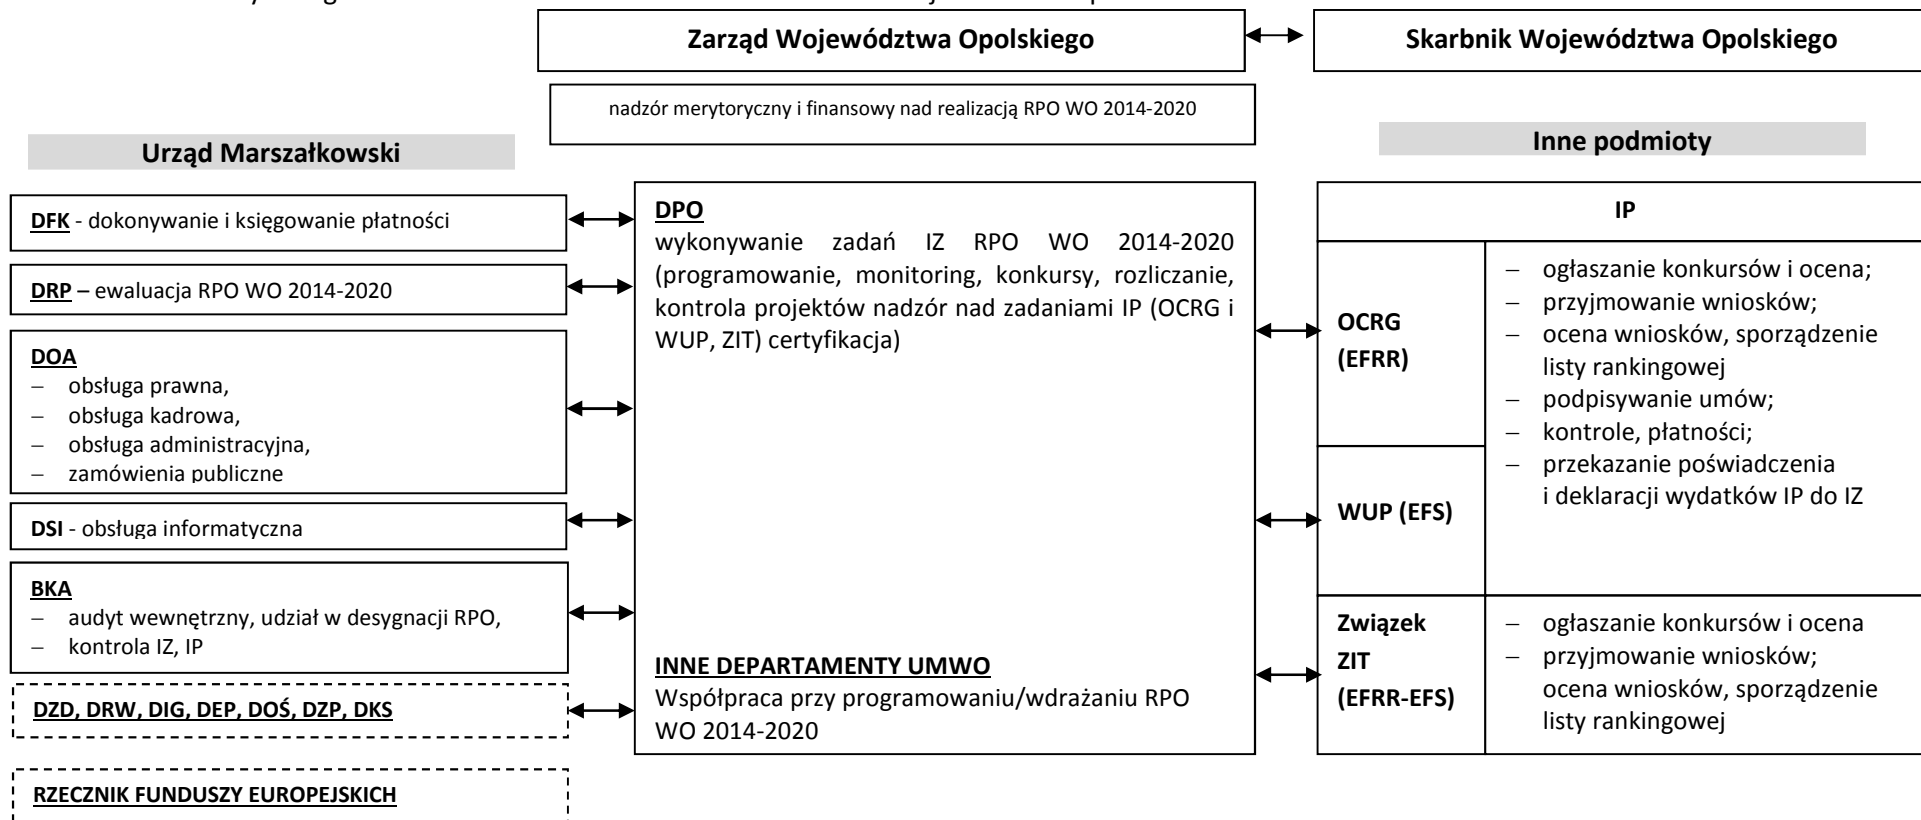 Zarząd Województwa Opolskiego
Skarbnik Województwa Opolskiego
nadzór merytoryczny i finansowy nad realizacją RPO WO 2014-2020
Urząd Marszałkowski
Inne podmioty
DFK - dokonywanie i księgowanie płatności
DRP – ewaluacja RPO WO 2014-2020
DOA
– obsługa prawna,
– obsługa kadrowa,
– obsługa administracyjna,
– zamówienia publiczne
DSI - obsługa informatyczna
BKA
– audyt wewnętrzny, udział w desygnacji RPO,
– kontrola IZ, IP
DZD, DRW, DIG, DEP, DOŚ, DZP, DKS
RZECZNIK FUNDUSZY EUROPEJSKICH
DPO
wykonywanie zadań IZ RPO WO 2014-2020
(programowanie, monitoring, konkursy, rozliczanie,
kontrola projektów nadzór nad zadaniami IP (OCRG i
WUP, ZIT) certyfikacja)
INNE DEPARTAMENTY UMWO
Współpraca przy programowaniu/wdrażaniu RPO
WO 2014-2020
IP
OCRG
(EFRR)
WUP (EFS)
– ogłaszanie konkursów i ocena;
– przyjmowanie wniosków;
– ocena wniosków, sporządzenie
listy rankingowej
– podpisywanie umów;
– kontrole, płatności;
– przekazanie poświadczenia
i deklaracji wydatków IP do IZ
Związek
ZIT
(EFRR-EFS)
– ogłaszanie konkursów i ocena
– przyjmowanie wniosków;
ocena wniosków, sporządzenie
listy rankingowej